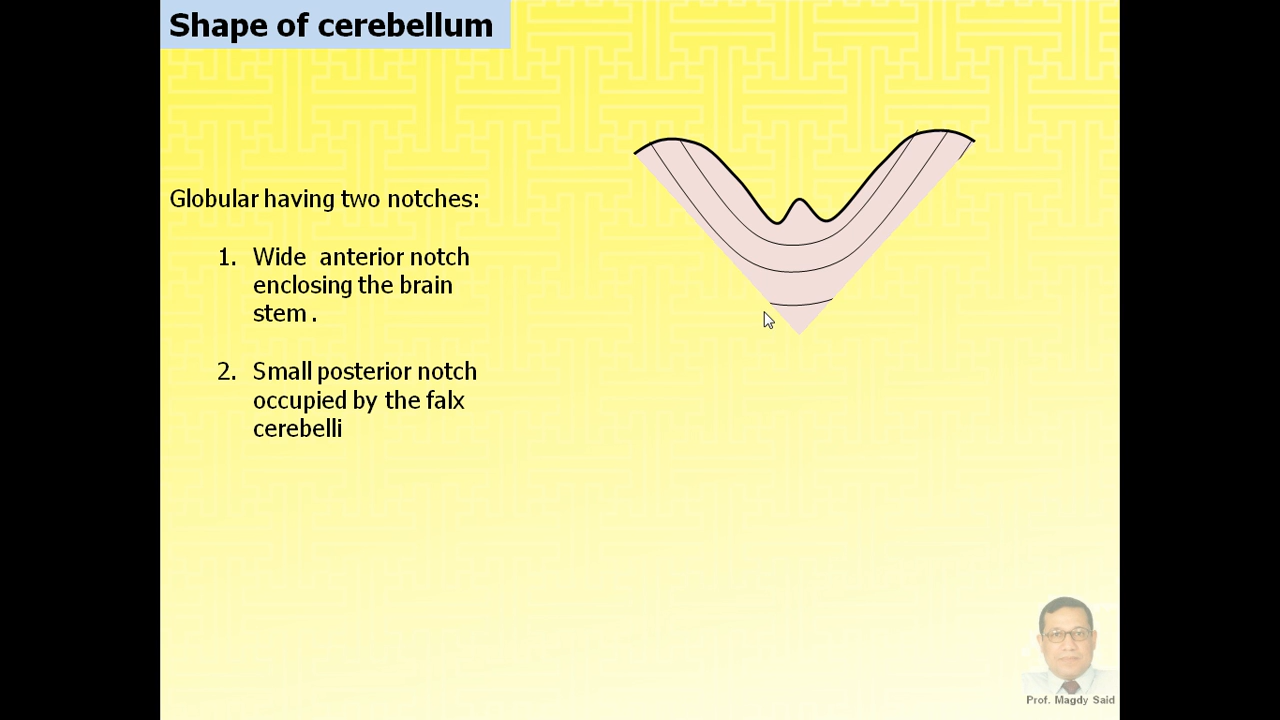 Shape of cerebellum
Globular having two notches:
1. Wide anterior notch
enclosing the brain
stem .
2. Small posterior notch
occupied by the falx
cerebelli
Prof. Magdy Said